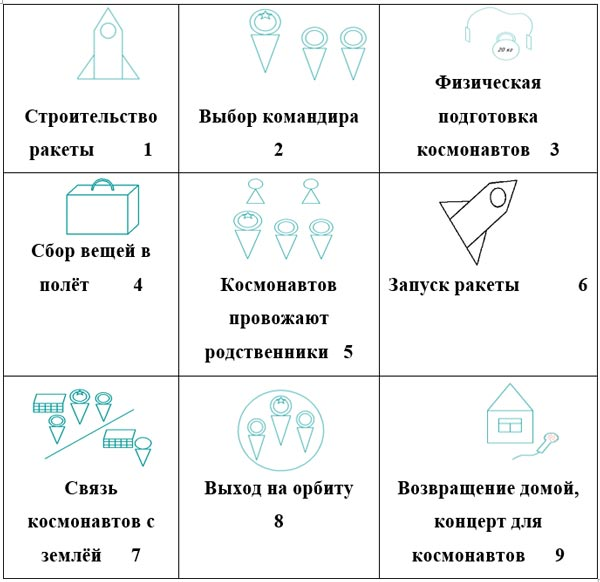 Строительство
ракеты 1
Выбор командира
2
20 кг
Физическая
подготовка
космонавтов 3
Сбор вещей в
полёт 4
Космонавтов
провожают
родственники 5
Запуск ракеты 6
Связь
космонавтов с
землёй 7
Выход на орбиту
8
Возвращение домой,
концерт для
космонавтов 9